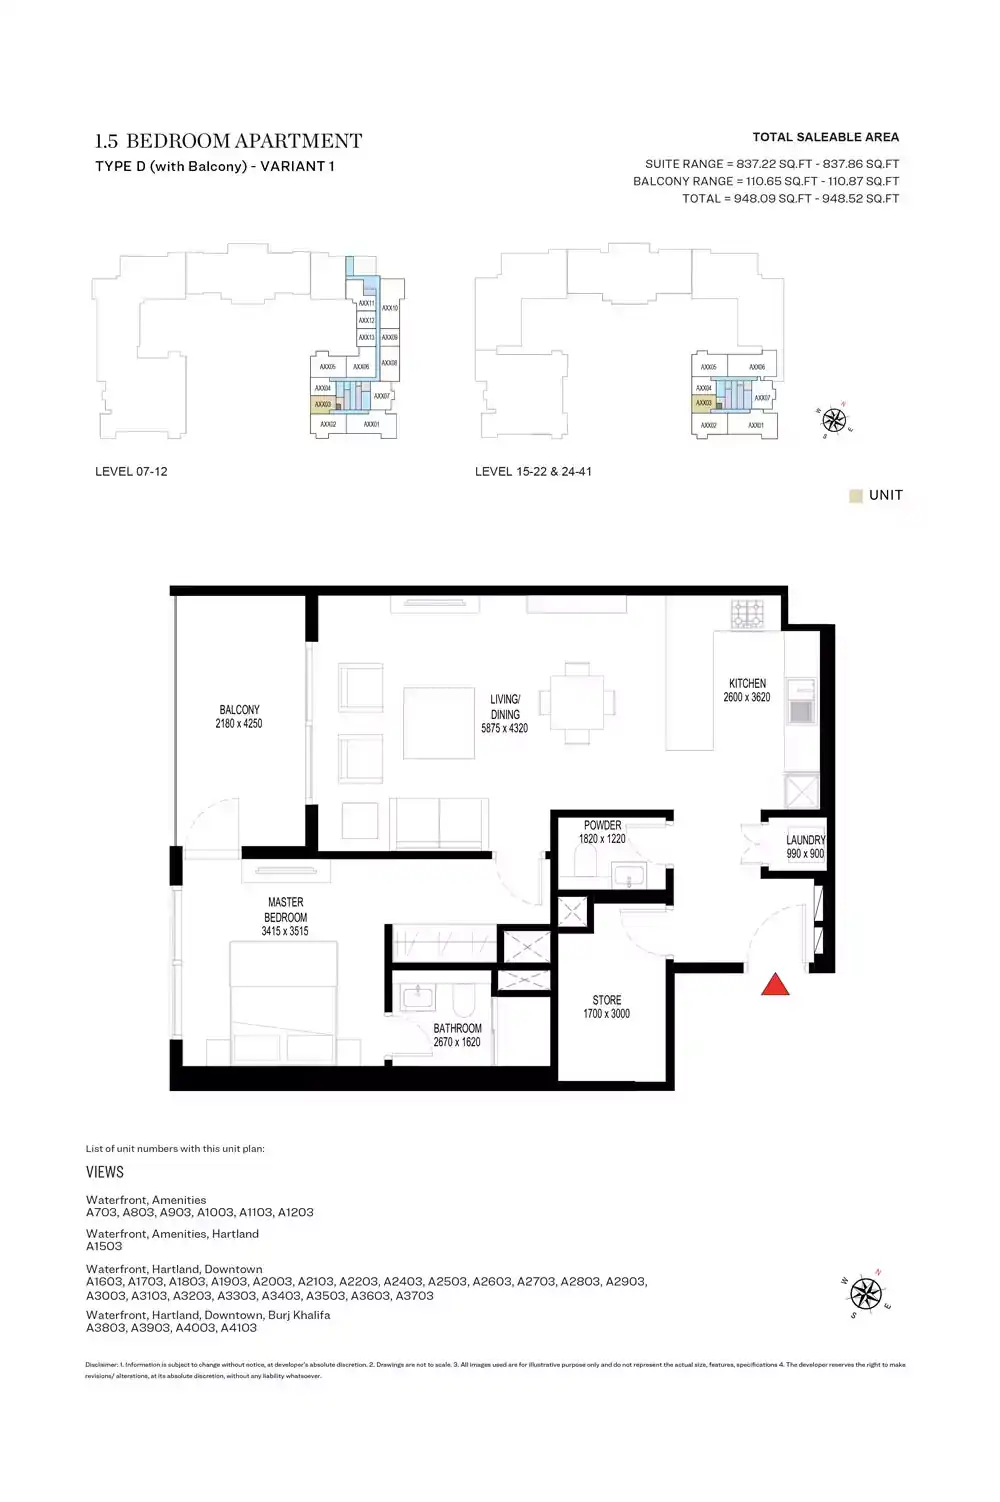 1.5 BEDROOM APARTMENT
TYPE D (with Balcony) - VARIANT 1
TOTAL SALEABLE AREA
SUITE RANGE = 837.22 SQ.FT - 837.86 SQ.FT
BALCONY RANGE = 110.65 SQ.FT - 110.87 SQ.FT
TOTAL = 948.09 SQ.FT - 948.52 SQ.FT
AXX11
AXX10
AXX12
AXX13
AXX09
AXX05
AXX06
AXX08
AXX04
AXX07
AXX03
AXX02
AXX01
AXX05
AXX06
AXX04
AXX07
AXX03
AXX02
AXX01
W
N
S
E
LEVEL 07-12
LEVEL 15-22 & 24-41
UNIT
BALCONY
2180 x 4250
LIVING/
DINING
5875 x 4320
KITCHEN
2600 x 3620
POWDER
1820 x 1220
LAUNDRY
990 x 900
MASTER
BEDROOM
3415 x 3515
BATHROOM
2670 x 1620
STORE
1700 x 3000
List of unit numbers with this unit plan:
VIEWS
Waterfront, Amenities
A703, A803, A903, A1003, A1103, A1203
Waterfront, Amenities, Hartland
A1503
Waterfront, Hartland, Downtown
A1603, A1703, A1803, A1903, A2003, A2103, A2203, A2403, A2503, A2603, A2703, A2803, A2903,
A3003, A3103, A3203, A3303, A3403, A3503, A3603, A3703
Waterfront, Hartland, Downtown, Burj Khalifa
A3803, A3903, A4003, A4103
W
N
S
E
Disclaimer: 1. Information is subject to change without notice, at developer's absolute discretion. 2. Drawings are not to scale. 3. All images used are for illustrative purpose only and do not represent the actual size, features, specifications 4. The developer reserves the right to make
revisions/ alterations, at its absolute discretion, without any liability whatsoever.